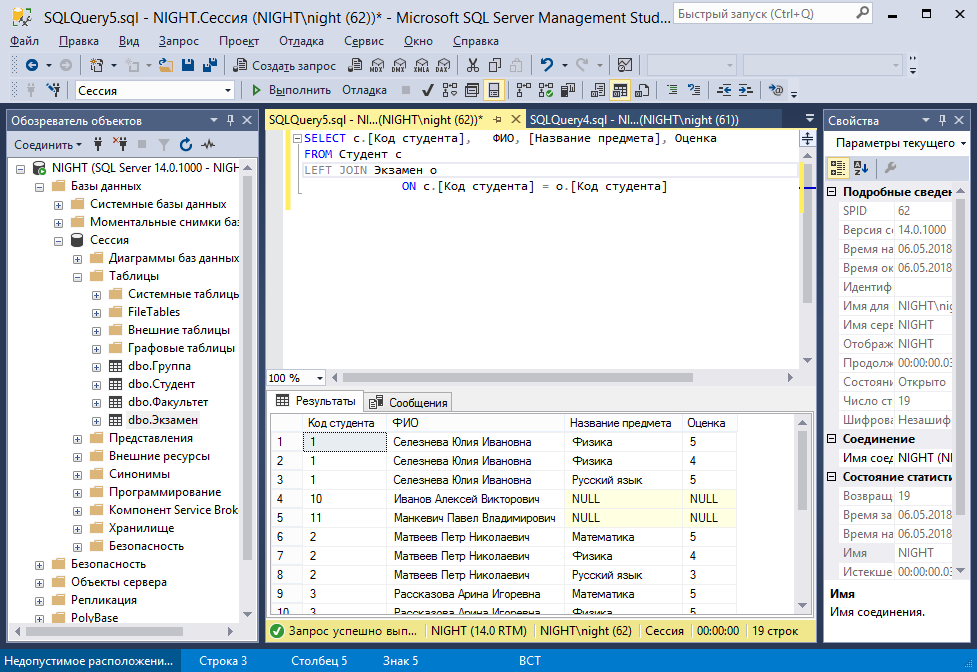 SQLQuery5.sql - NIGHT.Сессия (NIGHT\night (62))* - Microsoft SQL Server Management Stud...
Быстрый запуск (Ctrl+Q)
Файл Правка Вид Запрос Проект Отладка Сервис Окно Справка
Создать запрос MDX DMX XMLA DAX
Сессия Выполнить Отладка
Обозреватель объектов
Соединить
NIGHT (SQL Server 14.0.1000 - NIGH
Базы данных
Системные базы данных
Моментальные снимки баз
Сессия
Диаграммы баз данных
Таблицы
Системные таблицы
FileTables
Внешние таблицы
Графовые таблицы
dbo.Группа
dbo.Студент
dbo.Факультет
dbo.Экзамен
Представления
Внешние ресурсы
Синонимы
Программирование
Компонент Service Brok
Хранилище
Безопасность
Безопасность
Объекты сервера
Репликация
PolyBase
SQLQuery5.sql - NI...(NIGHT\night (62))* SQLQuery4.sql - NI...(NIGHT\night (61))
SELECT с.[Код студента], ФИО, [Название предмета], Оценка
FROM Студент с
LEFT JOIN Экзамен о
ON с.[Код студента] = о.[Код студента]
100 %
Результаты Сообщения
Код студента ФИО Название предмета Оценка
1 1 Селезнева Юлия Ивановна Физика 5
2 1 Селезнева Юлия Ивановна Физика 4
3 1 Селезнева Юлия Ивановна Русский язык 5
4 10 Иванов Алексей Викторович NULL NULL
5 11 Манкевич Павел Владимирович NULL NULL
6 2 Матвеев Петр Николаевич Математика 5
7 2 Матвеев Петр Николаевич Физика 4
8 2 Матвеев Петр Николаевич Русский язык 3
9 3 Рассказова Арина Игоревна Математика 5
10 3 Рассказова Арина Игоревна Физика 5
Запрос успешно вып... NIGHT (14.0 RTM) NIGHT\night (62) Сессия 00:00:00 19 строк
Свойства
Параметры текущего
Подробные сведен
SPID 62
Версия се 14.0.1000
Время на 06.05.2018
Время ок 06.05.2018
Идентиф
Имя для NIGHT\nig
Имя серв NIGHT
Отображ NIGHT
Продолж 00:00:00.03
Состояни Открыто
Число ст 19
Шифрова Незашиф
Соединение
Имя соед NIGHT (NI
Состояние статисти
Возвращ 19
Время за 06.05.2018
Время на 06.05.2018
Имя NIGHT
Истекше 00:00:00.03
Имя
Имя соединения.
Недопустимое расположени... Строка 3 Столбец 5 Знак 5 ВСТ